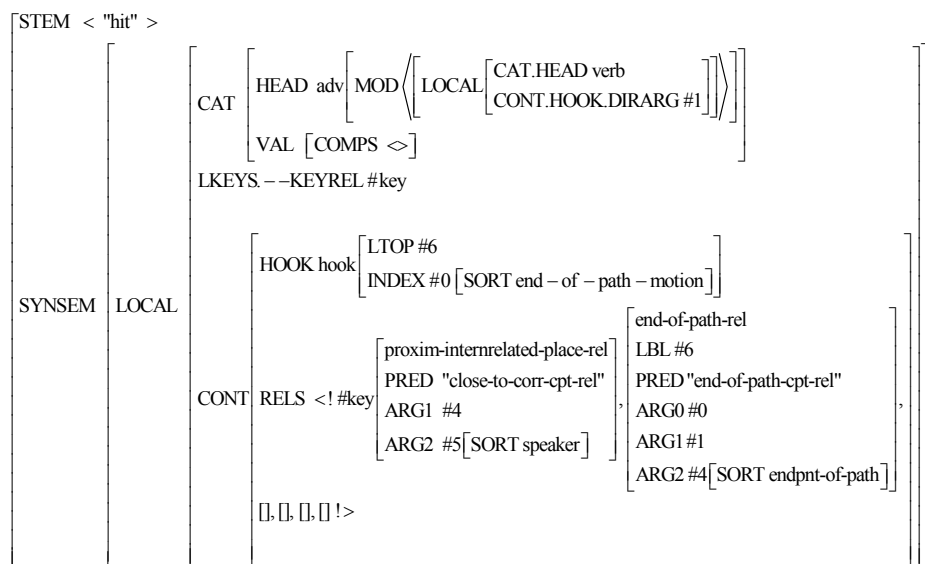 STEM < "hit" >
SYNSEM LOCAL CAT HEAD adv MOD LOCAL CAT.HEAD verb
CONT.HOOK.DIRARG #1
VAL [COMPS <>]
LKEYS.--KEYREL #key
CONT HOOK hook LTOP #6
INDEX #0 [SORT end-of-path-motion]
RELS <! #key proxim-internrelated-place-rel
PRED "close-to-corr-cpt-rel"
ARG1 #4
ARG2 #5[SORT speaker]
,
end-of-path-rel
LBL #6
PRED "end-of-path-cpt-rel"
ARG0 #0
ARG1 #1
ARG2 #4[SORT endpnt-of-path]
,
[], [], [], [] ! >